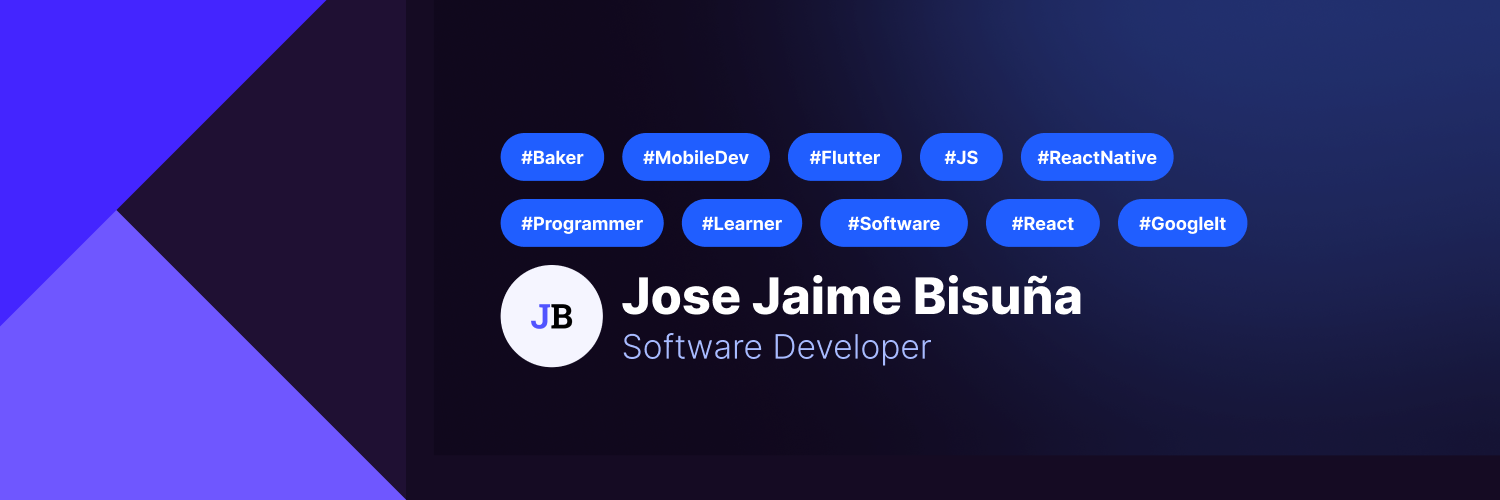 #Baker #MobileDev #Flutter #JS #ReactNative
#Programmer #Learner #Software #React #GoogleIt
JB
Jose Jaime Bisuña
Software Developer